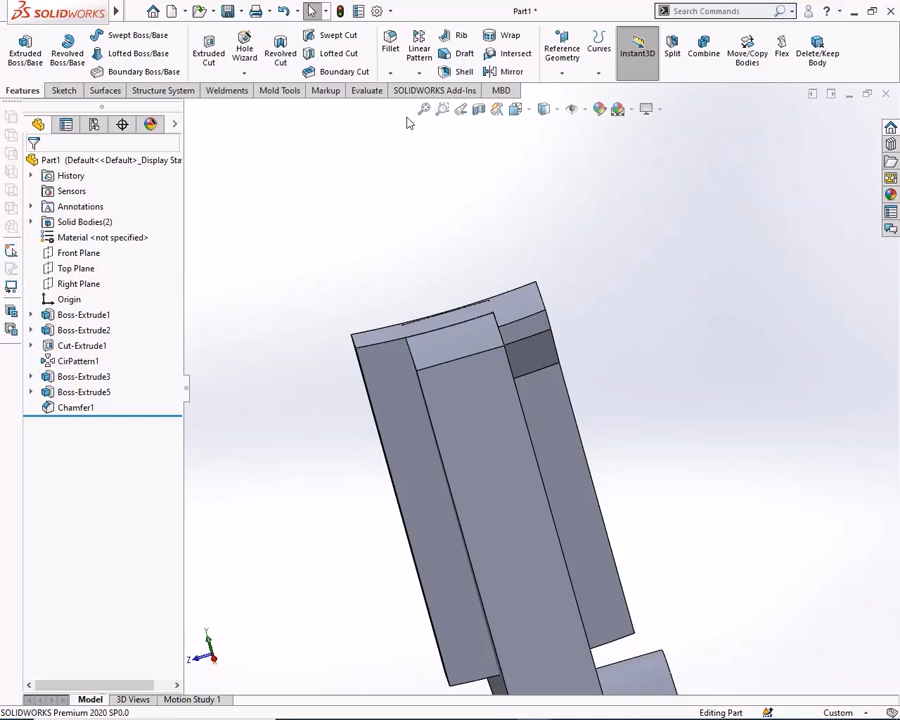 SOLIDWORKS
Part1 *
Search Commands
Extruded Boss/Base
Revolved Boss/Base
Swept Boss/Base
Lofted Boss/Base
Boundary Boss/Base
Extruded Cut
Hole Wizard
Revolved Cut
Swept Cut
Lofted Cut
Boundary Cut
Fillet
Linear Pattern
Rib
Draft
Shell
Wrap
Intersect
Mirror
Reference Geometry
Curves
Instant3D
Split
Combine
Move/Copy Bodies
Flex
Delete/Keep Body
Features
Sketch
Surfaces
Structure System
Weldments
Mold Tools
Markup
Evaluate
SOLIDWORKS Add-Ins
MBD
Part1 (Default<<Default>_Display Sta
History
Sensors
Annotations
Solid Bodies(2)
Material <not specified>
Front Plane
Top Plane
Right Plane
Origin
Boss-Extrude1
Boss-Extrude2
Cut-Extrude1
CirPattern1
Boss-Extrude3
Boss-Extrude5
Chamfer1
Y
Z
Model
3D Views
Motion Study 1
SOLIDWORKS Premium 2020 SP0.0
Editing Part
Custom